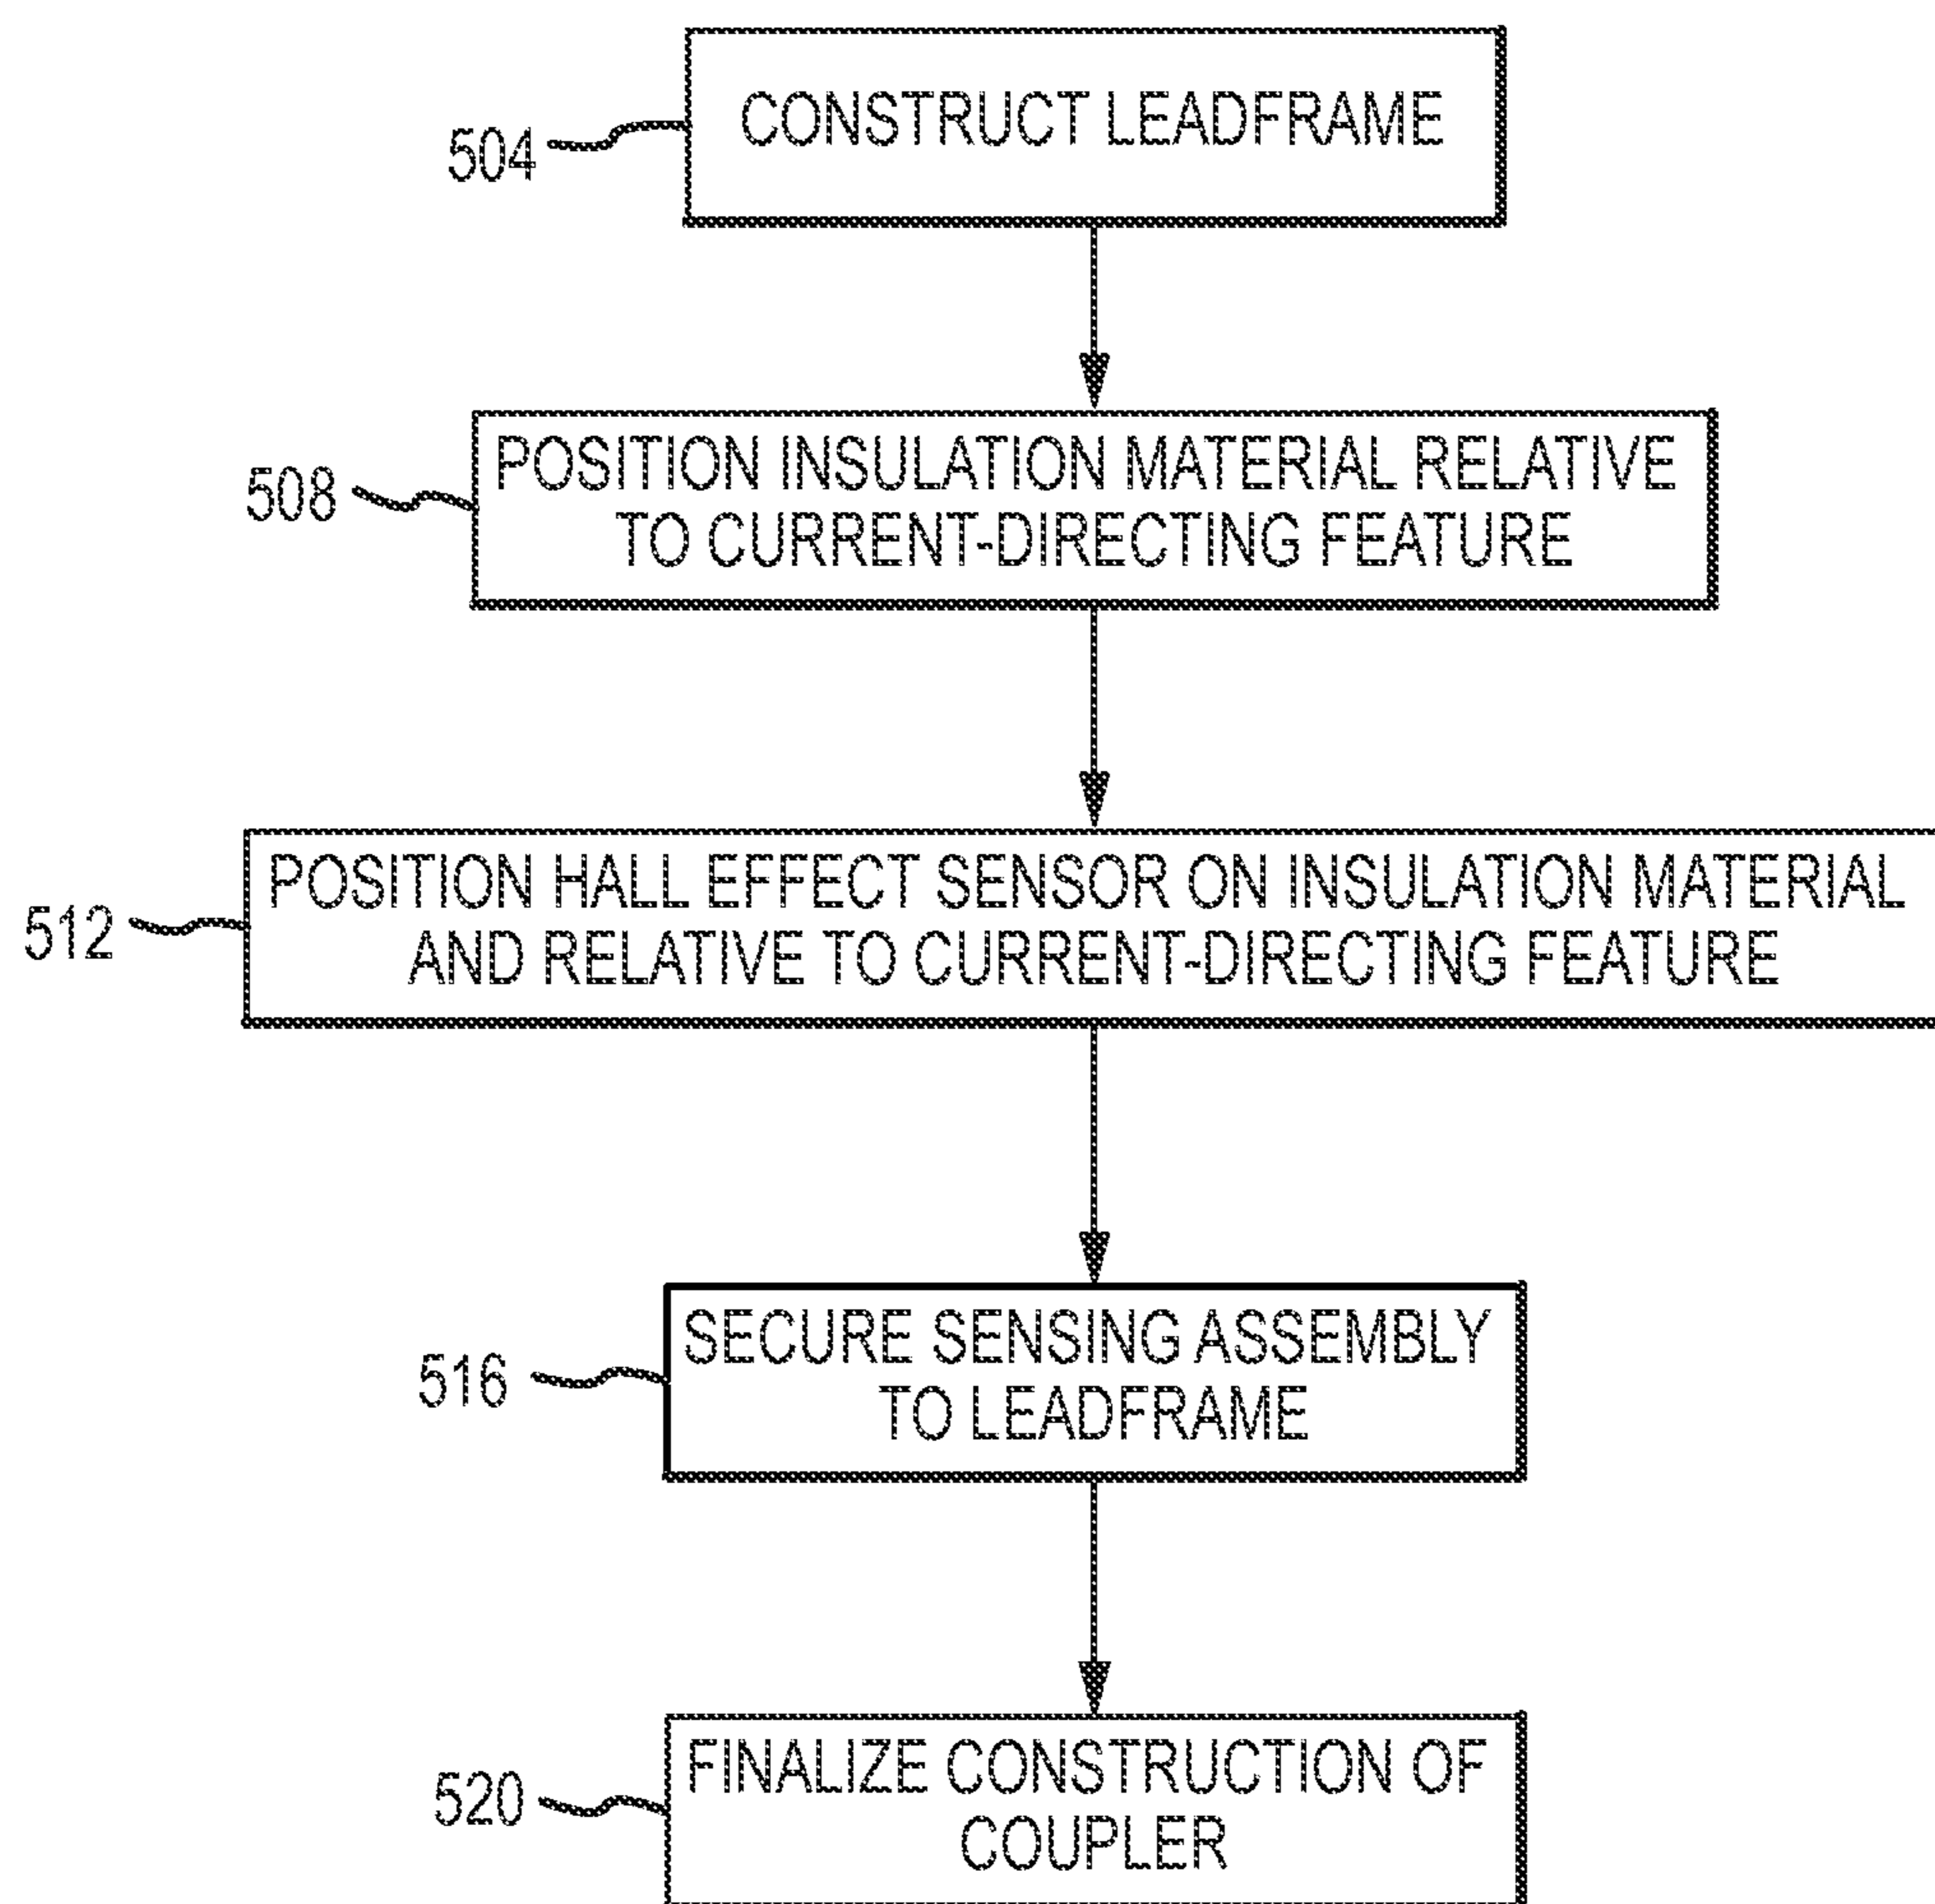 504
CONSTRUCT LEADFRAME
508
POSITION INSULATION MATERIAL RELATIVE
TO CURRENT-DIRECTING FEATURE
512
POSITION HALL EFFECT SENSOR ON INSULATION MATERIAL
AND RELATIVE TO CURRENT-DIRECTING FEATURE
516
SECURE SENSING ASSEMBLY
TO LEADFRAME
520
FINALIZE CONSTRUCTION OF
COUPLER